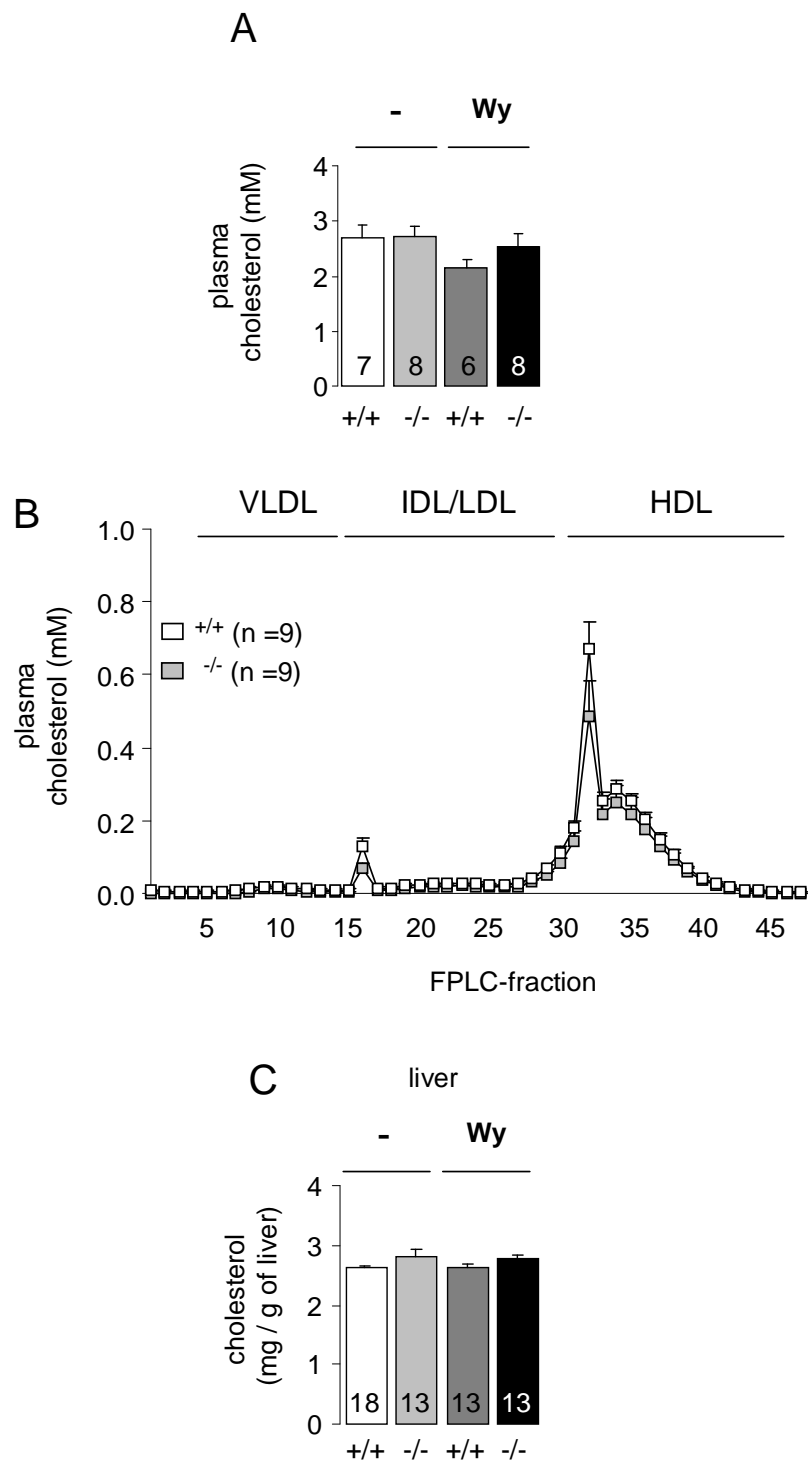 A
- Wy
plasma
cholesterol (mM)
4
3
2
1
0
7 8 6 8
+/+ -/- +/+ -/-
B
VLDL IDL/LDL HDL
plasma
cholesterol (mM)
1.0
0.8
0.6
0.4
0.2
0.0
+/+ (n =9)
-/- (n =9)
5 10 15 20 25 30 35 40 45
FPLC-fraction
C
liver
- Wy
cholesterol
(mg / g of liver)
4
3
2
1
0
18 13 13 13
+/+ -/- +/+ -/-